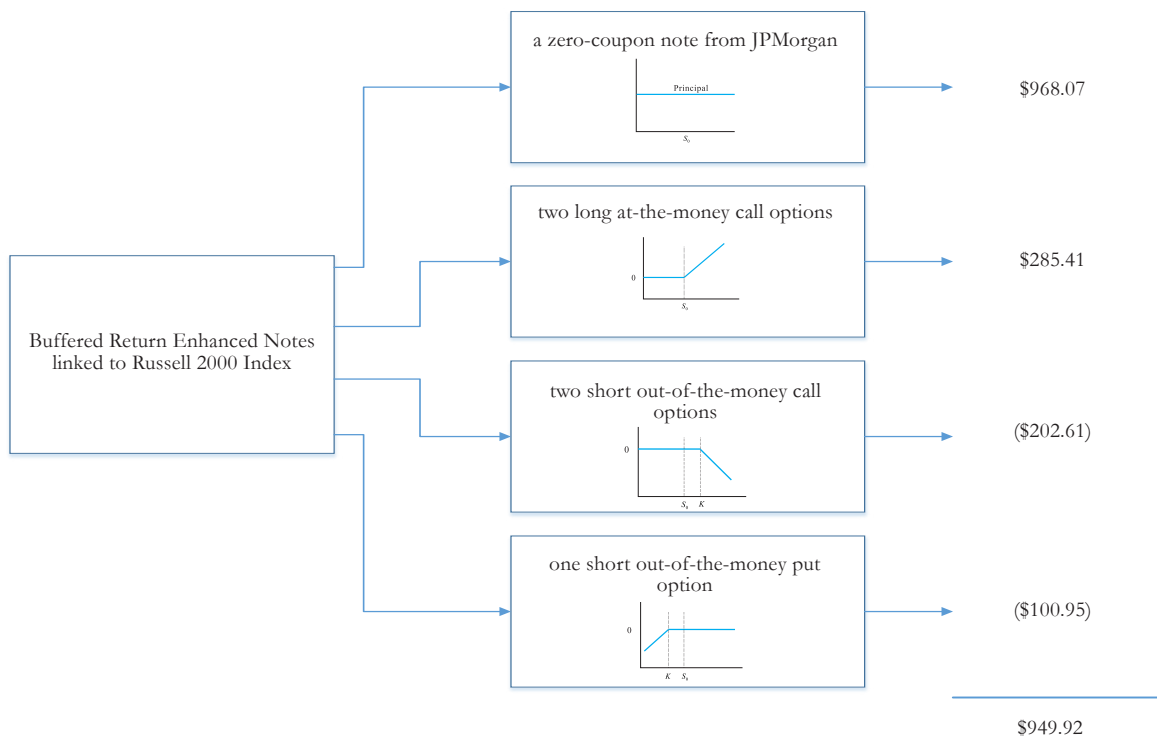 a zero-coupon note from JPMorgan
Principal
S0
$968.07
two long at-the-money call options
0
S0
$285.41
Buffered Return Enhanced Notes
linked to Russell 2000 Index
two short out-of-the-money call
options
0
S0 K
($202.61)
one short out-of-the-money put
option
0
K S0
($100.95)
$949.92